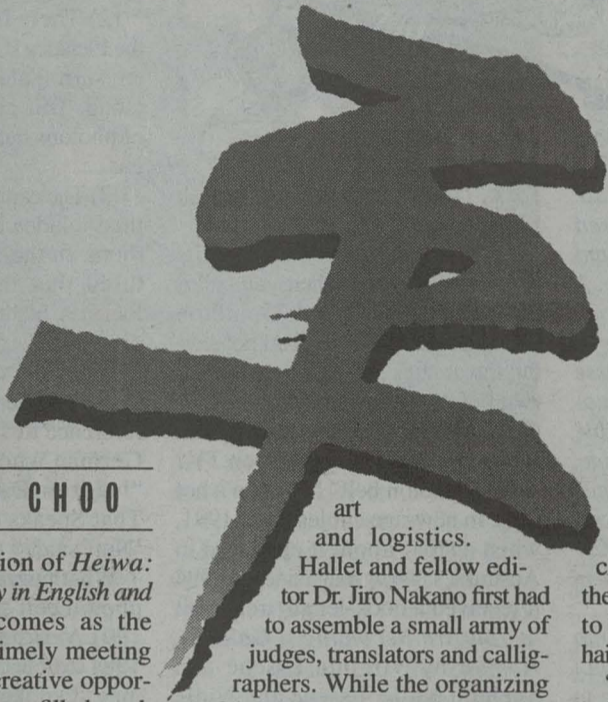 CHOO
ion of Heiwa:
y in English and
comes as the
imely meeting
creative oppor-
art
and logistics.
Hallet and fellow edi-
tor Dr. Jiro Nakano first had
to assemble a small army of
judges, translators and callig-
raphers. While the organizing
c
the
to
hai